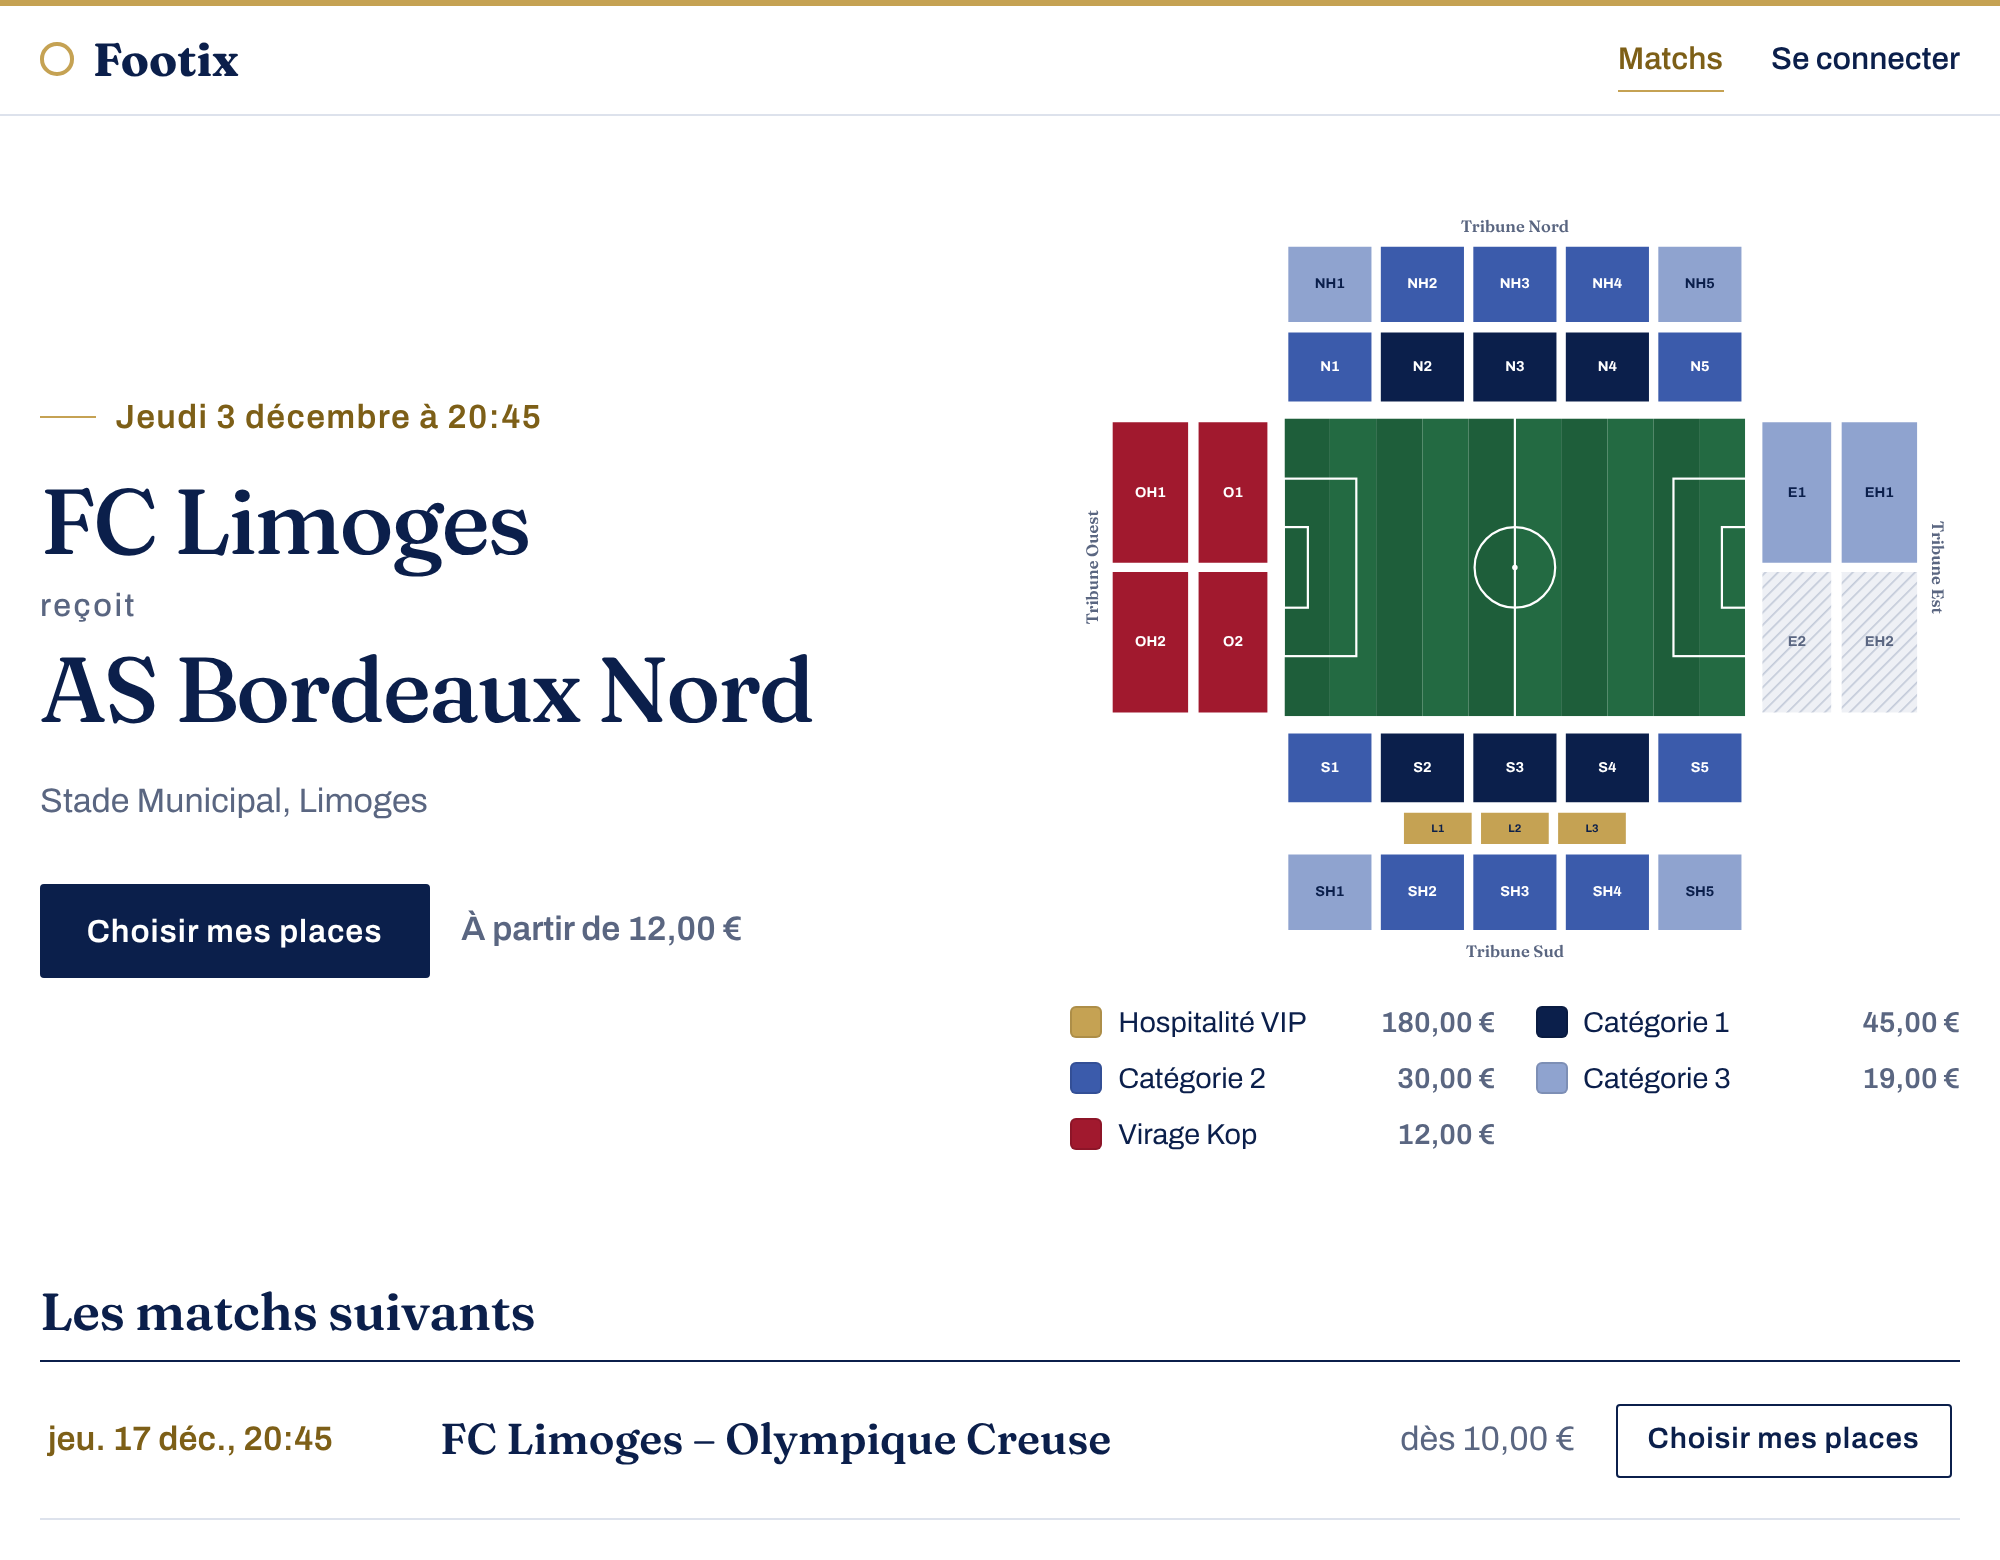 Footix
Matchs
Se connecter
Jeudi 3 décembre à 20:45
FC Limoges
reçoit
AS Bordeaux Nord
Stade Municipal, Limoges
Choisir mes places
À partir de 12,00 €
Tribune Nord
NH1 NH2 NH3 NH4 NH5
N1 N2 N3 N4 N5
Tribune Ouest
OH1 O1
OH2 O2
E1 EH1
E2 EH2
Tribune Est
S1 S2 S3 S4 S5
L1 L2 L3
SH1 SH2 SH3 SH4 SH5
Tribune Sud
Hospitalité VIP 180,00 €
Catégorie 1 45,00 €
Catégorie 2 30,00 €
Catégorie 3 19,00 €
Virage Kop 12,00 €
Les matchs suivants
jeu. 17 déc., 20:45
FC Limoges – Olympique Creuse
dès 10,00 €
Choisir mes places